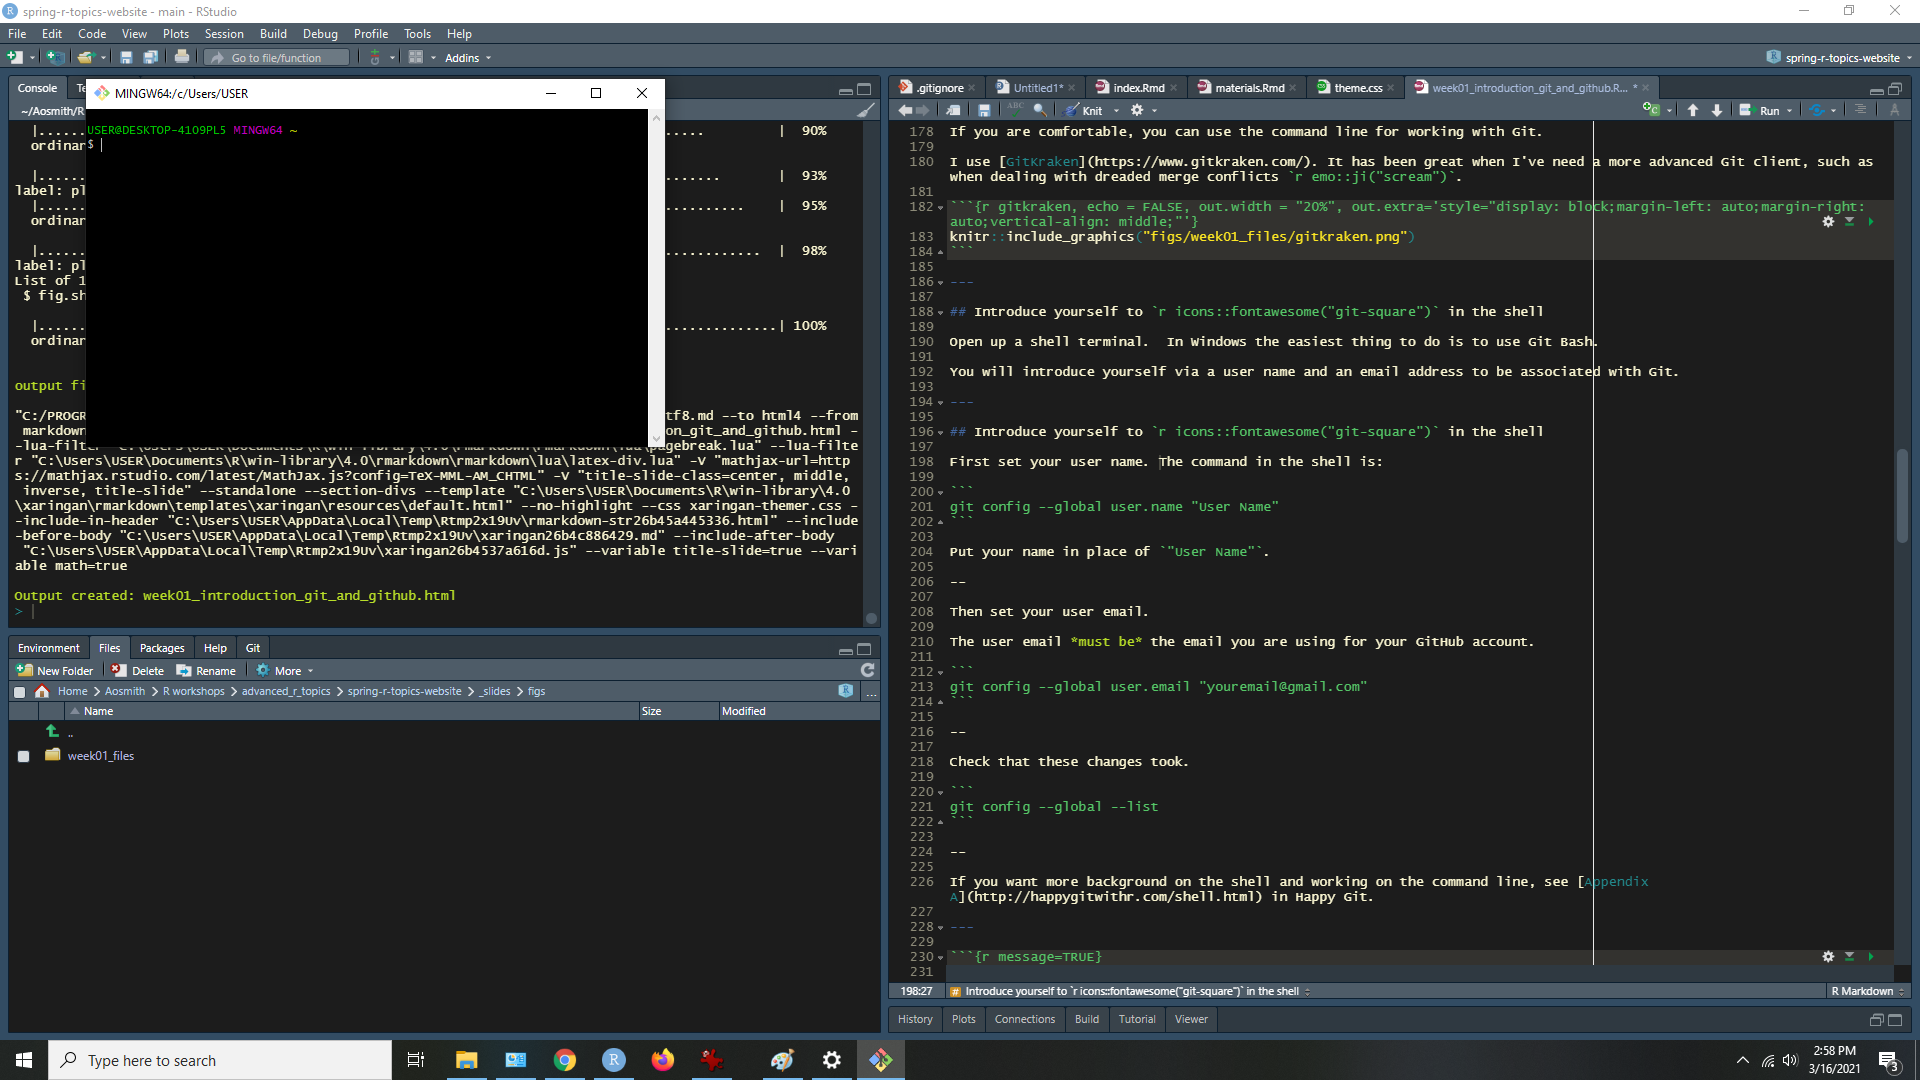 spring-r-topics-website - main - RStudio
File Edit Code View Plots Session Build Debug Profile Tools Help
Go to file/function Addins spring-r-topics-website
Console Te
~/Aosmith/R
MINGW64:/c/Users/USER
USER@DESKTOP-41O9PL5 MINGW64 ~
$
|....... ..... | 90%
ordinar
|....... ....... | 93%
label: pl
|....... .......... | 95%
ordinar
|....... ............ | 98%
label: pl
List of 1
$ fig.sh
|....... ..............| 100%
ordinar
output fi
"C:/PROGR tf8.md --to html4 --from
markdown on_git_and_github.html -
-lua-filter "C:\Users\USER\Documents\R\win-library\4.0\rmarkdown\rmarkdown\lua\pagebreak.lua" --lua-filte
r "C:\Users\USER\Documents\R\win-library\4.0\rmarkdown\rmarkdown\lua\latex-div.lua" -V "mathjax-url=http
s://mathjax.rstudio.com/latest/MathJax.js?config=TeX-MML-AM_CHTML" -V "title-slide-class=center, middle,
inverse, title-slide" --standalone --section-divs --template "C:\Users\USER\Documents\R\win-library\4.0
\xaringan\rmarkdown\templates\xaringan\resources\default.html" --no-highlight --css xaringan-themer.css -
-include-in-header "C:\Users\USER\AppData\Local\Temp\Rtmp2x19Uv\rmarkdown-str26b45a445336.html" --include
-before-body "C:\Users\USER\AppData\Local\Temp\Rtmp2x19Uv\xaringan26b4c886429.md" --include-after-body
"C:\Users\USER\AppData\Local\Temp\Rtmp2x19Uv\xaringan26b4537a616d.js" --variable title-slide=true --vari
able math=true
Output created: week01_introduction_git_and_github.html
>
Environment Files Packages Help Git
New Folder Delete Rename More
Home Aosmith R workshops advanced_r_topics spring-r-topics-website _slides figs ...
Name Size Modified
..
week01_files
.gitignore Untitled1* index.Rmd materials.Rmd theme.css week01_introduction_git_and_github.R... *
ABC Knit Run
178 If you are comfortable, you can use the command line for working with Git.
179
180 I use [GitKraken](https://www.gitkraken.com/). It has been great when I've need a more advanced Git client, such as
when dealing with dreaded merge conflicts `r emo::ji("scream")`.
181
182 ```{r gitkraken, echo = FALSE, out.width = "20%", out.extra='style="display: block;margin-left: auto;margin-right:
auto;vertical-align: middle;"'}
183 knitr::include_graphics("figs/week01_files/gitkraken.png")
184 ```
185
186 ---
187
188 ## Introduce yourself to `r icons::fontawesome("git-square")` in the shell
189
190 Open up a shell terminal.  In Windows the easiest thing to do is to use Git Bash.
191
192 You will introduce yourself via a user name and an email address to be associated with Git.
193
194 ---
195
196 ## Introduce yourself to `r icons::fontawesome("git-square")` in the shell
197
198 First set your user name. The command in the shell is:
199
200 ```
201 git config --global user.name "User Name"
202 ```
203
204 Put your name in place of `"User Name"`.
205
206 --
207
208 Then set your user email.
209
210 The user email *must be* the email you are using for your GitHub account.
211
212 ```
213 git config --global user.email "youremail@gmail.com"
214 ```
215
216 --
217
218 Check that these changes took.
219
220 ```
221 git config --global --list
222 ```
223
224 --
225
226 If you want more background on the shell and working on the command line, see [Appendix
A](http://happygitwithr.com/shell.html) in Happy Git.
227
228 ---
229
230 ```{r message=TRUE}
231
198:27 # Introduce yourself to `r icons::fontawesome("git-square")` in the shell R Markdown
History Plots Connections Build Tutorial Viewer
Type here to search
2:58 PM
3/16/2021
3